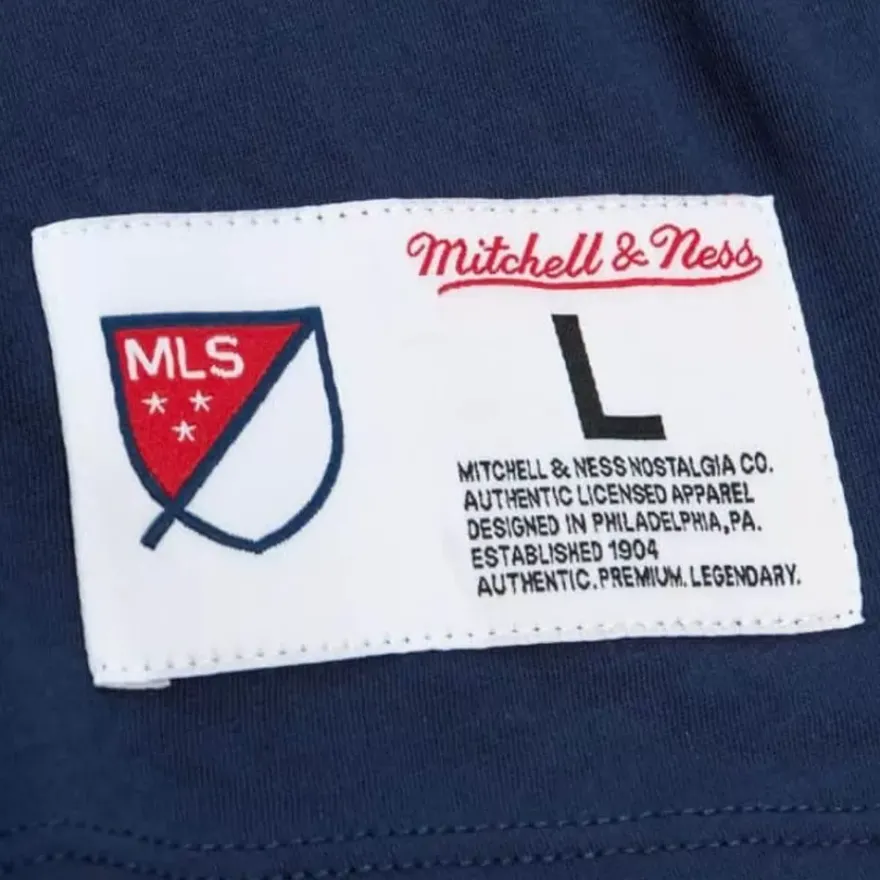 Mitchell & Ness
MLS
L
MITCHELL & NESS NOSTALGIA CO.
AUTHENTIC LICENSED APPAREL
DESIGNED IN PHILADELPHIA, PA.
ESTABLISHED 1904
AUTHENTIC. PREMIUM. LEGENDARY.